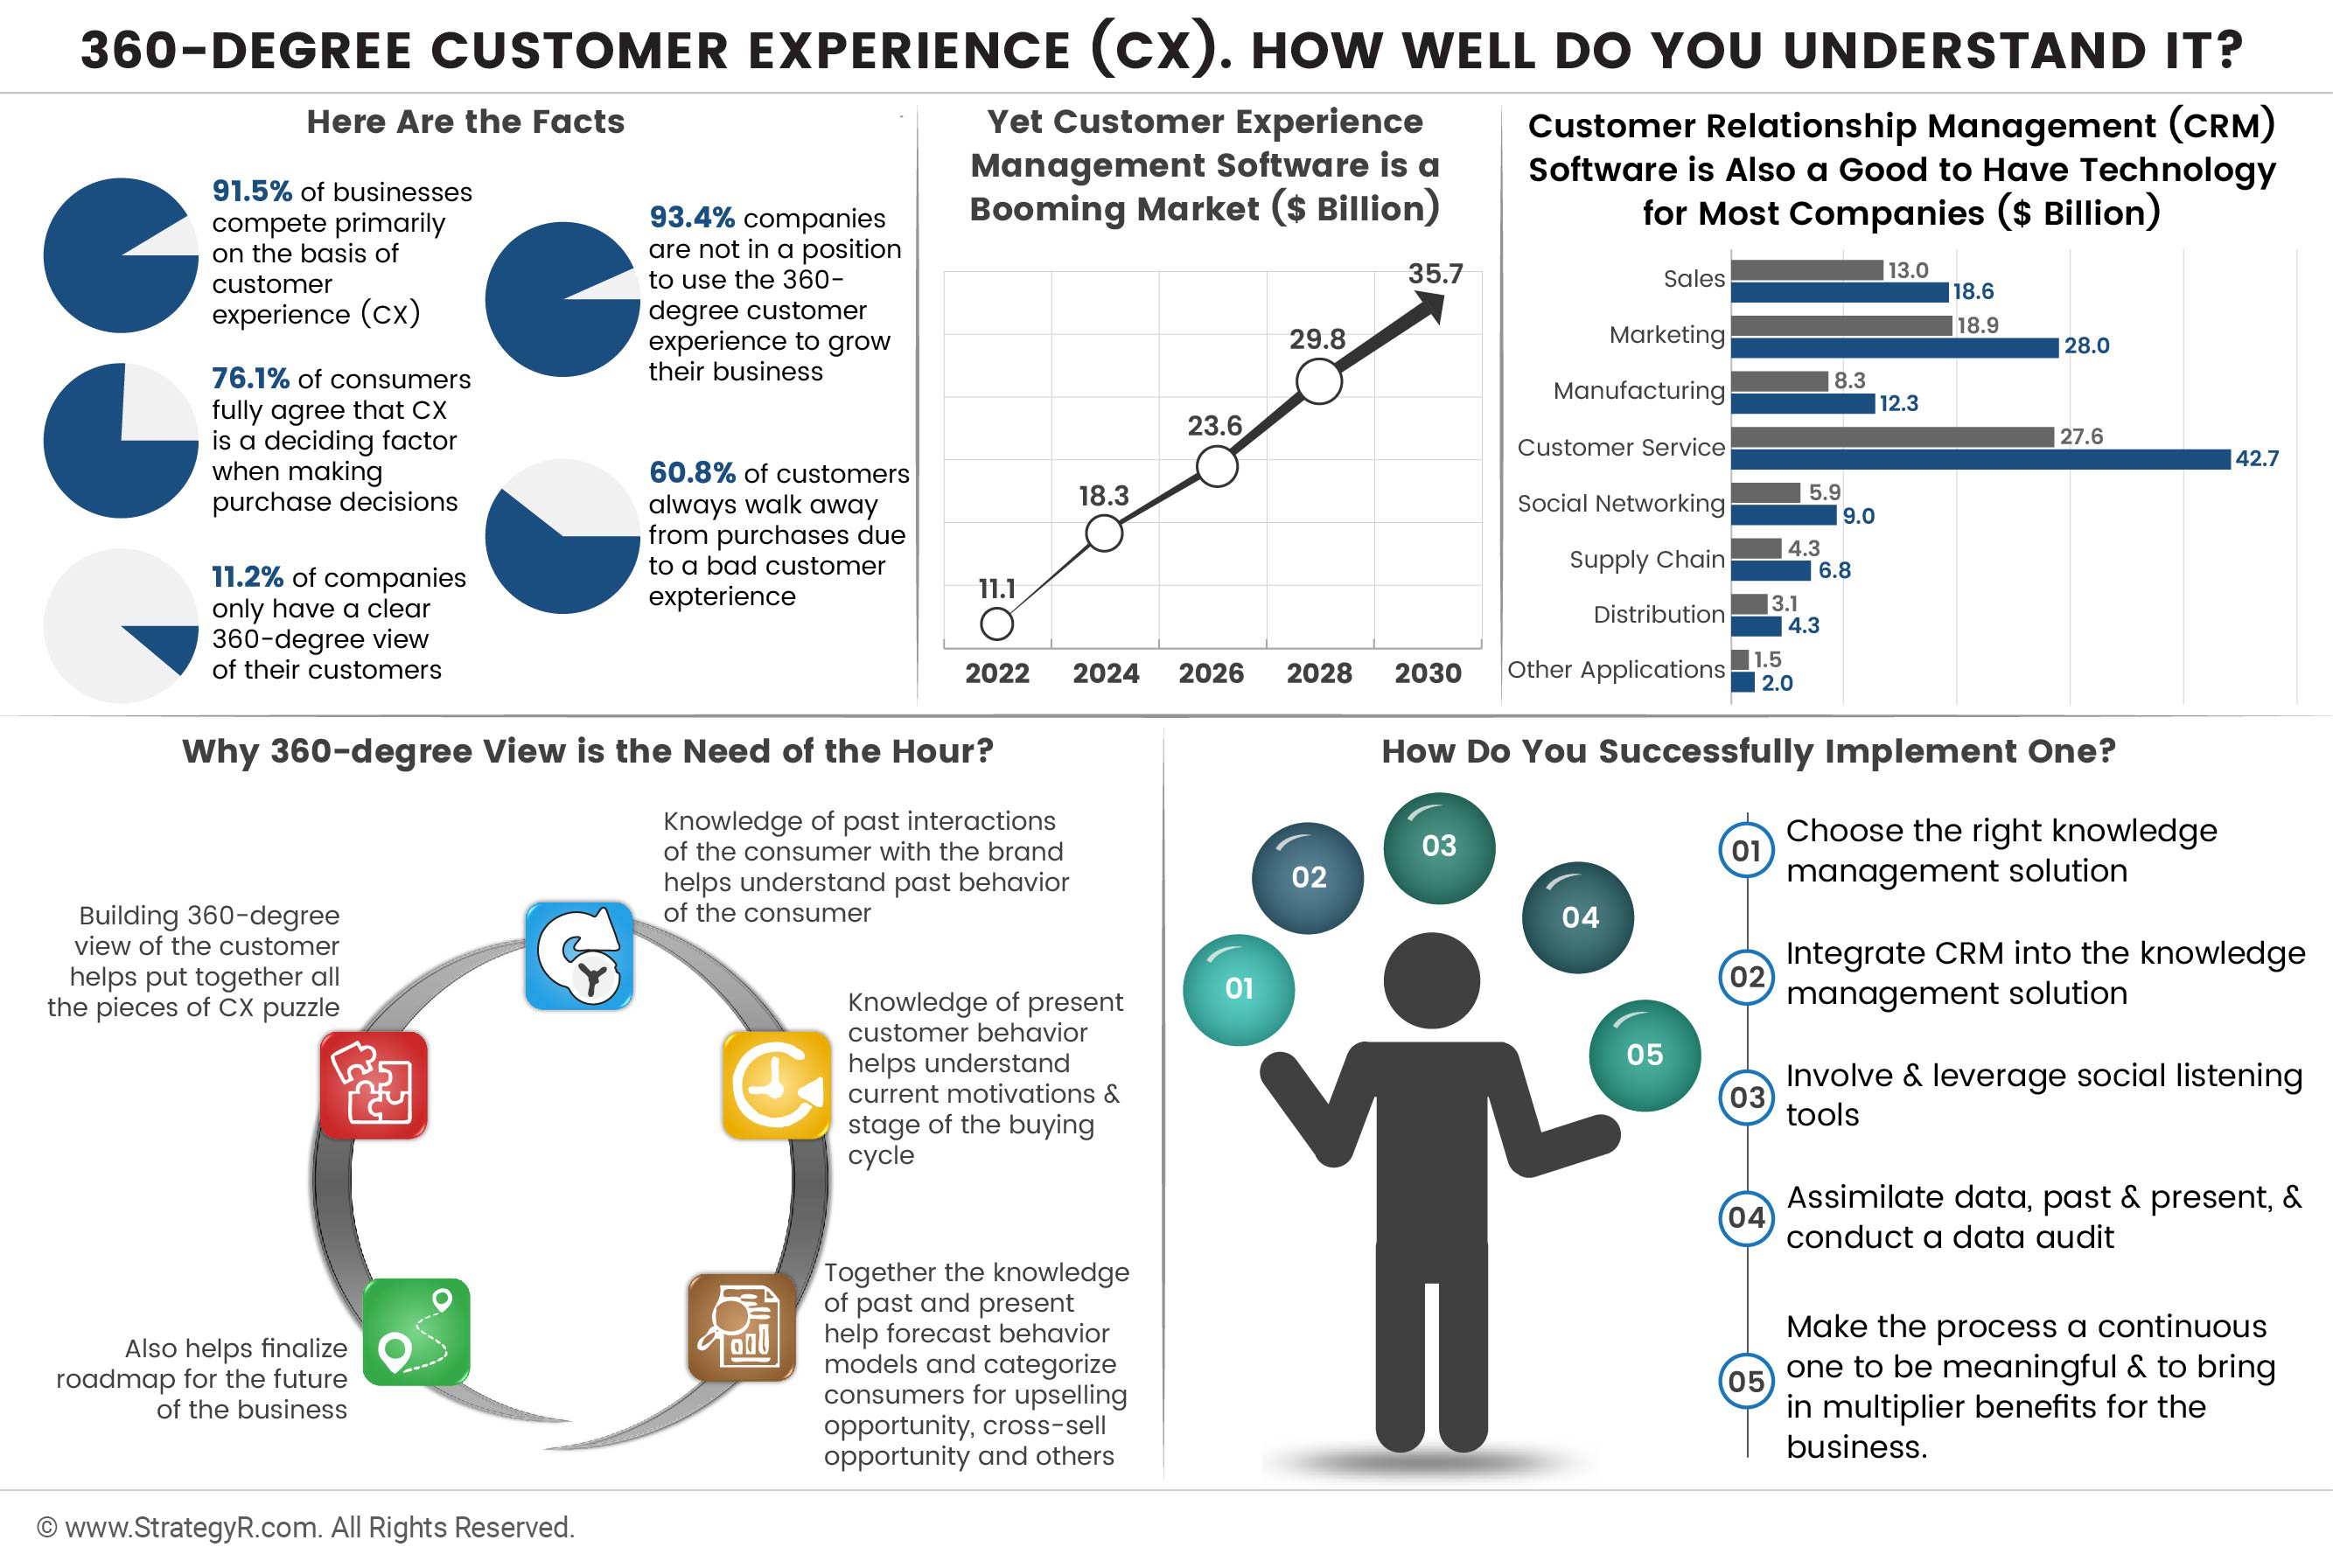 360-DEGREE CUSTOMER EXPERIENCE (CX). HOW WELL DO YOU UNDERSTAND IT?
Here Are the Facts
91.5% of businesses
compete primarily
on the basis of
customer
experience (CX)
76.1% of consumers
fully agree that CX
is a deciding factor
when making
purchase decisions
11.2% of companies
only have a clear
360-degree view
of their customers
93.4% companies
are not in a position
to use the 360-
degree customer
experience to grow
their business
60.8% of customers
always walk away
from purchases due
to a bad customer
expterience
Yet Customer Experience
Management Software is a
Booming Market ($ Billion)
35.7
29.8
23.6
18.3
11.1
2022 2024 2026 2028 2030
Customer Relationship Management (CRM)
Software is Also a Good to Have Technology
for Most Companies ($ Billion)
Sales 13.0
18.6
Marketing 18.9
28.0
Manufacturing 8.3
12.3
Customer Service 27.6
42.7
Social Networking 5.9
9.0
Supply Chain 4.3
6.8
Distribution 3.1
4.3
Other Applications 1.5
2.0
Why 360-degree View is the Need of the Hour?
Knowledge of past interactions
of the consumer with the brand
helps understand past behavior
of the consumer
Knowledge of present
customer behavior
helps understand
current motivations &
stage of the buying
cycle
Together the knowledge
of past and present
help forecast behavior
models and categorize
consumers for upselling
opportunity, cross-sell
opportunity and others
Also helps finalize
roadmap for the future
of the business
Building 360-degree
view of the customer
helps put together all
the pieces of CX puzzle
How Do You Successfully Implement One?
01
02
03
04
05
01 Choose the right knowledge
management solution
02 Integrate CRM into the knowledge
management solution
03 Involve & leverage social listening
tools
04 Assimilate data, past & present, &
conduct a data audit
05 Make the process a continuous
one to be meaningful & to bring
in multiplier benefits for the
business.
© www.StrategyR.com. All Rights Reserved.